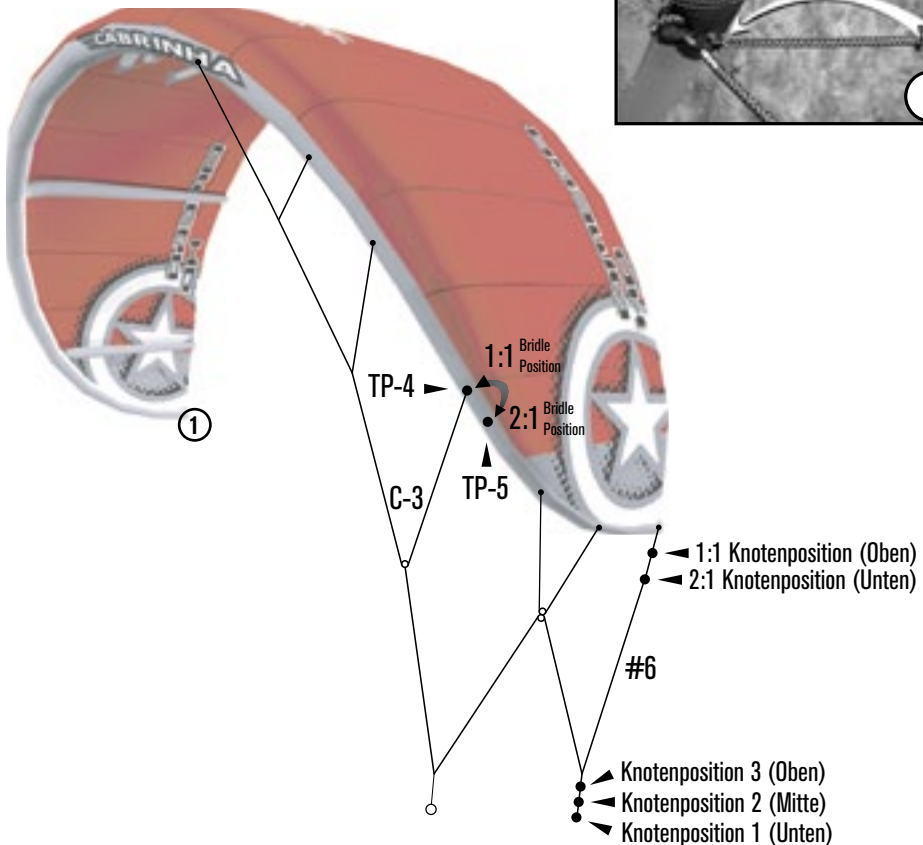 CABRINHA
1:1 Bridle
Position
TP-4
2:1 Bridle
Position
TP-5
1
C-3
1:1 Knotenposition (Oben)
2:1 Knotenposition (Unten)
#6
Knotenposition 3 (Oben)
Knotenposition 2 (Mitte)
Knotenposition 1 (Unten)